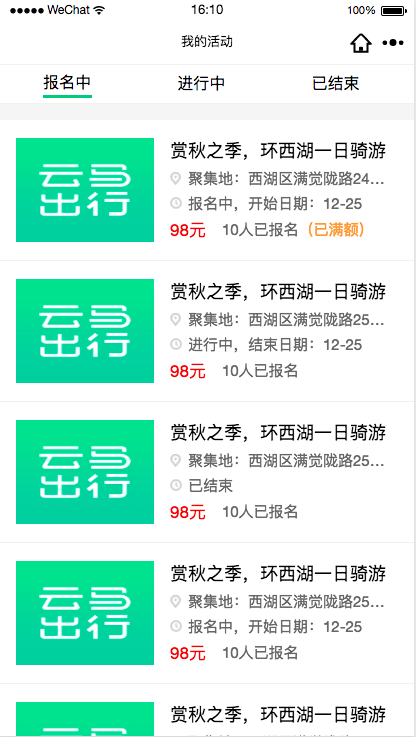 WeChat 16:10 100%
我的活动
报名中 进行中 已结束
云马
出行
赏秋之季，环西湖一日骑游
聚集地：西湖区满觉陇路24...
报名中，开始日期：12-25
98元 10人已报名（已满额）
云马
出行
赏秋之季，环西湖一日骑游
聚集地：西湖区满觉陇路25...
进行中，结束日期：12-25
98元 10人已报名
云马
出行
赏秋之季，环西湖一日骑游
聚集地：西湖区满觉陇路25...
已结束
98元 10人已报名
云马
出行
赏秋之季，环西湖一日骑游
聚集地：西湖区满觉陇路25...
报名中，开始日期：12-25
98元 10人已报名
赏秋之季，环西湖一日骑游